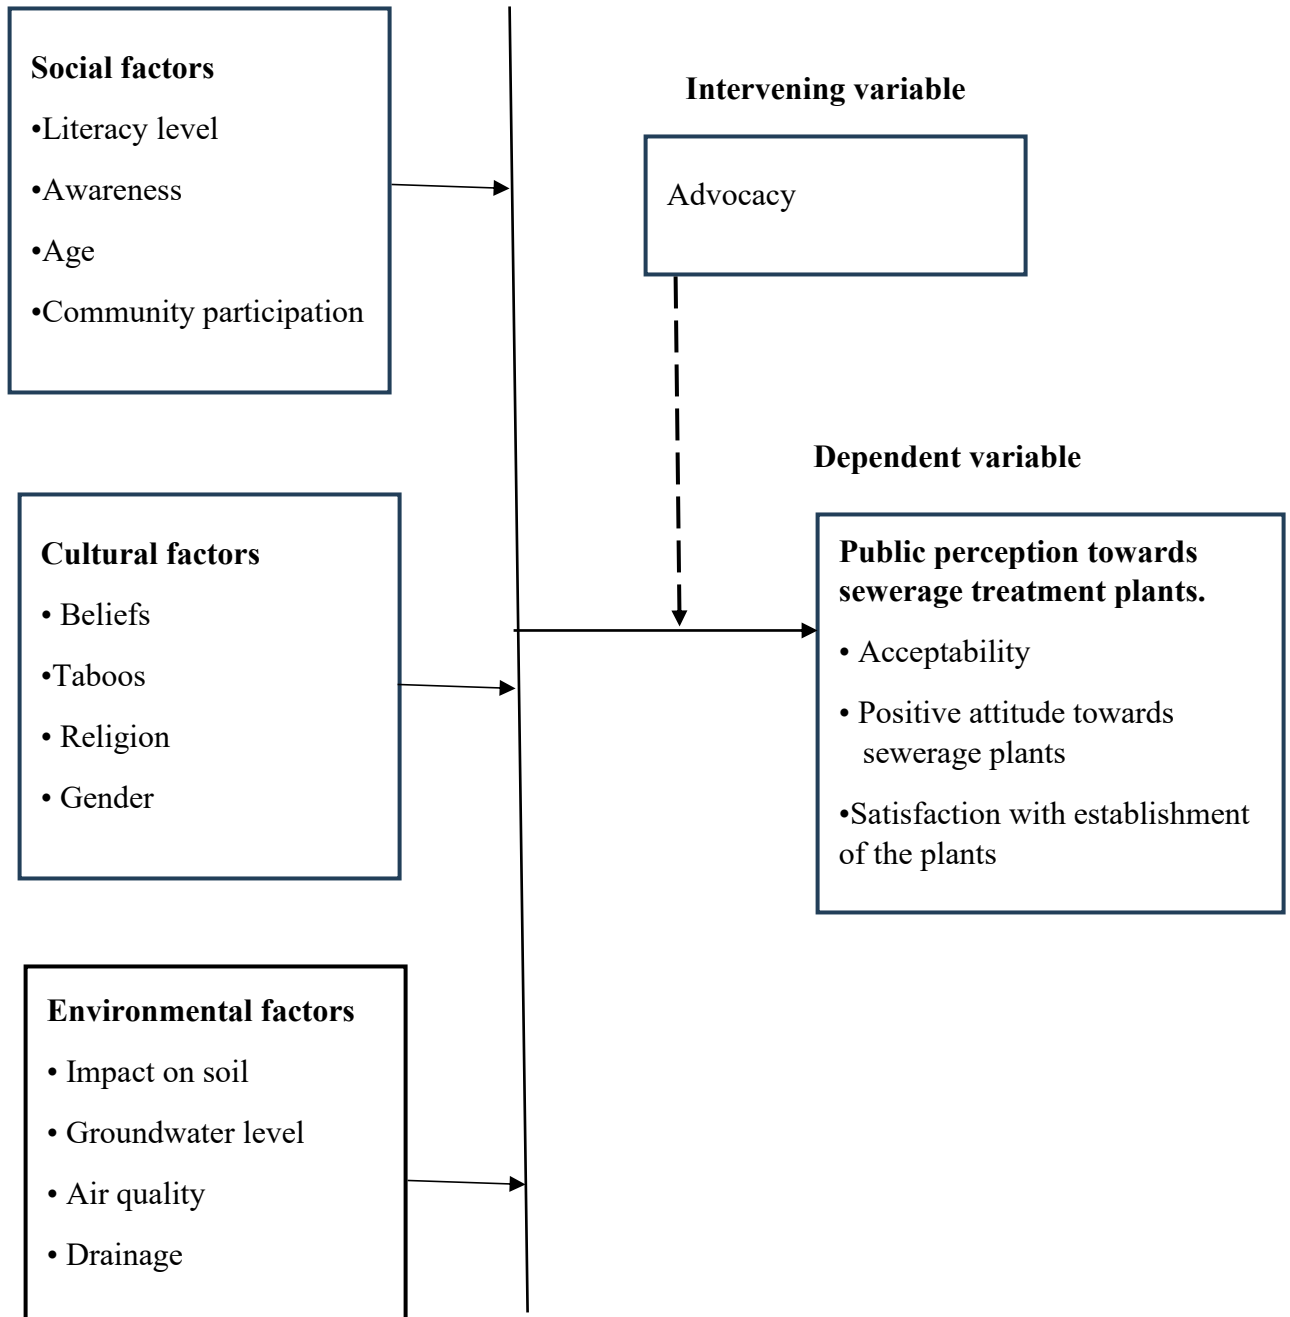 Social factors
•Literacy level
•Awareness
•Age
•Community participation
Intervening variable
Advocacy
Cultural factors
• Beliefs
•Taboos
• Religion
• Gender
Dependent variable
Public perception towards
sewerage treatment plants.
• Acceptability
• Positive attitude towards
sewerage plants
•Satisfaction with establishment
of the plants
Environmental factors
• Impact on soil
• Groundwater level
• Air quality
• Drainage